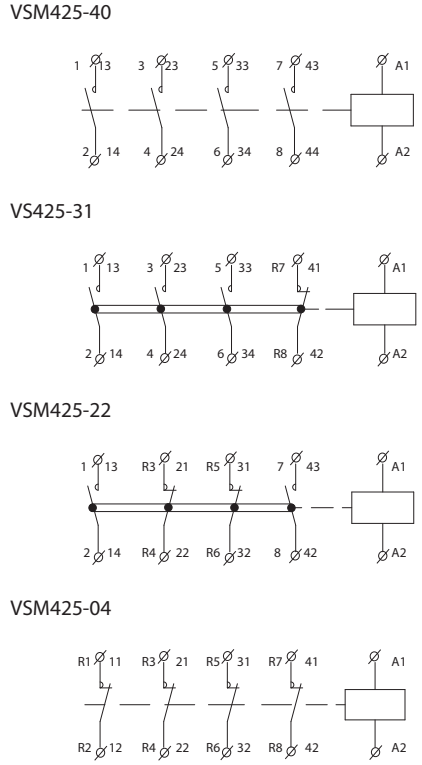 VSM425-40
1 13 3 23 5 33 7 43 A1
2 14 4 24 6 34 8 44 A2
VS425-31
1 13 3 23 5 33 R7 41 A1
2 14 4 24 6 34 R8 42 A2
VSM425-22
1 13 R3 21 R5 31 7 43 A1
2 14 R4 22 R6 32 8 42 A2
VSM425-04
R1 11 R3 21 R5 31 R7 41 A1
R2 12 R4 22 R6 32 R8 42 A2